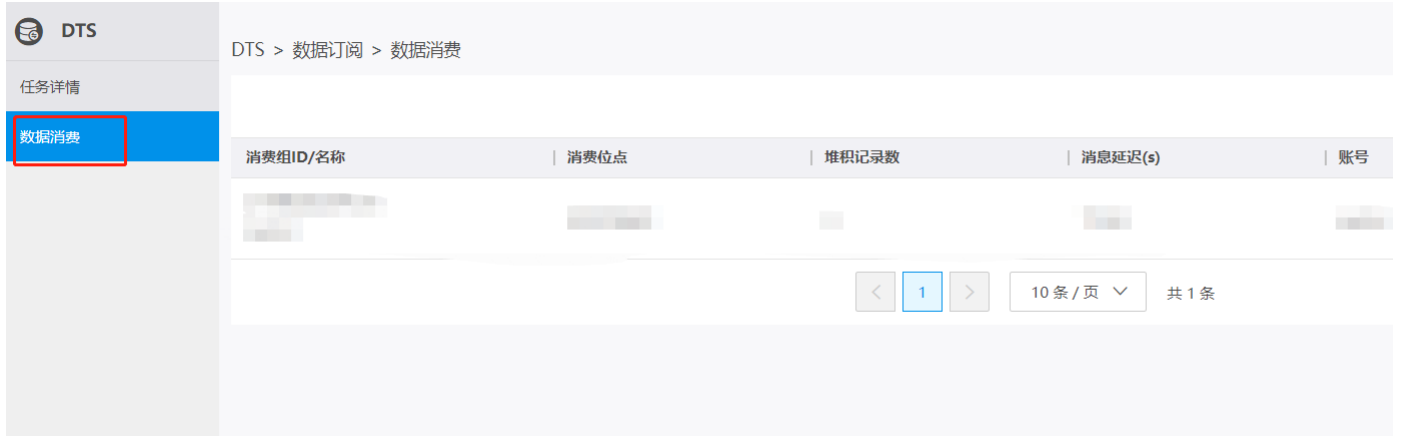 DTS
DTS > 数据订阅 > 数据消费
任务详情
数据消费
消费组ID/名称 消费位点 堆积记录数 消息延迟(s) 账号
1 10 条 / 页 共 1 条